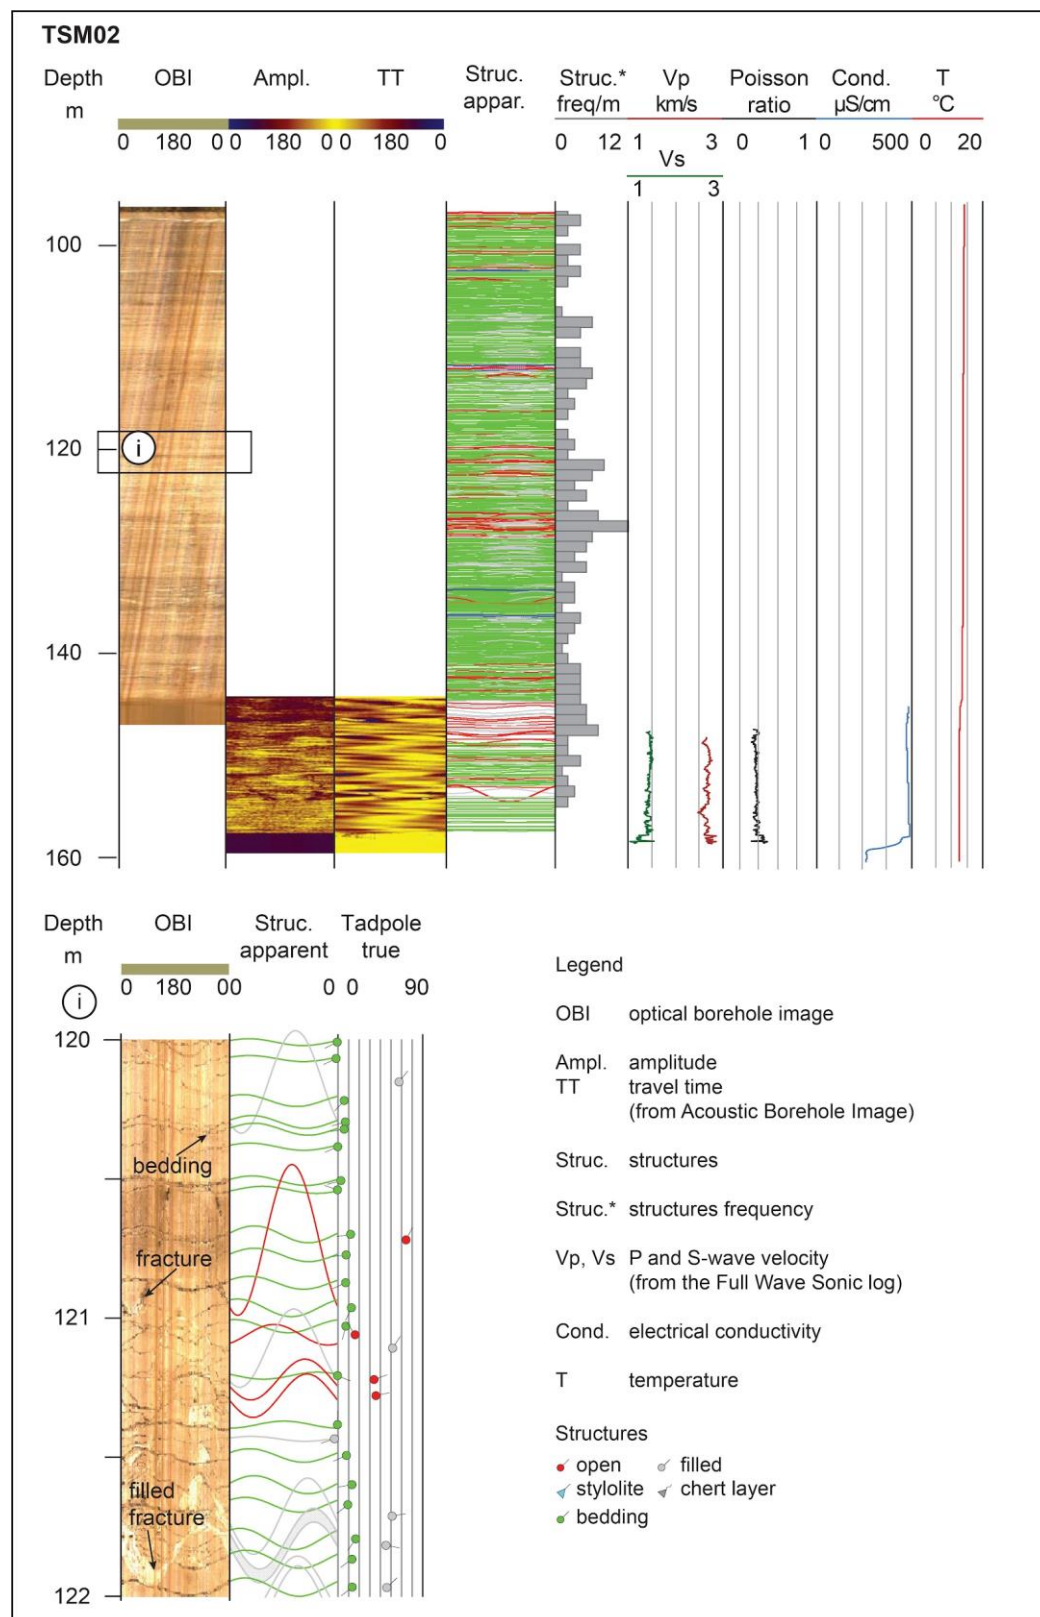 TSM02
Depth OBI Ampl. TT Struc. Struc.* Vp Poisson Cond. T
m appar. freq/m km/s ratio µS/cm °C
0 180 0 0 180 0 0 180 0 0 12 1 3 0 1 0 500 0 20
Vs
1 3
100
120
i
140
160
Depth OBI Struc. Tadpole
m apparent true
i 0 180 00 0 0 90
120
bedding
fracture
121
filled
fracture
122
Legend
OBI optical borehole image
Ampl. amplitude
TT travel time
(from Acoustic Borehole Image)
Struc. structures
Struc.* structures frequency
Vp, Vs P and S-wave velocity
(from the Full Wave Sonic log)
Cond. electrical conductivity
T temperature
Structures
open filled
stylolite chert layer
bedding